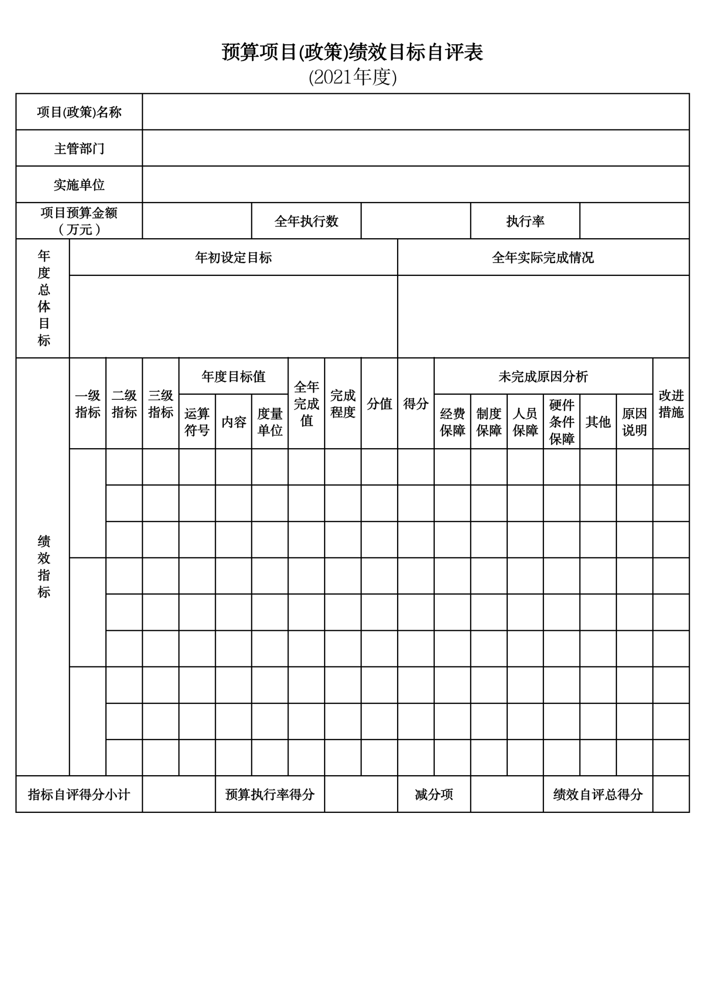 预算项目(政策)绩效目标自评表
(2021年度)
项目(政策)名称
主管部门
实施单位
项目预算金额
（万元）
全年执行数
执行率
年
度
总
体
目
标
年初设定目标
全年实际完成情况
绩
效
指
标
一级
指标
二级
指标
三级
指标
年度目标值
运算
符号
内容
度量
单位
全年
完成
值
完成
程度
分值
得分
未完成原因分析
经费
保障
制度
保障
人员
保障
硬件
条件
保障
其他
原因
说明
改进
措施
指标自评得分小计
预算执行率得分
减分项
绩效自评总得分